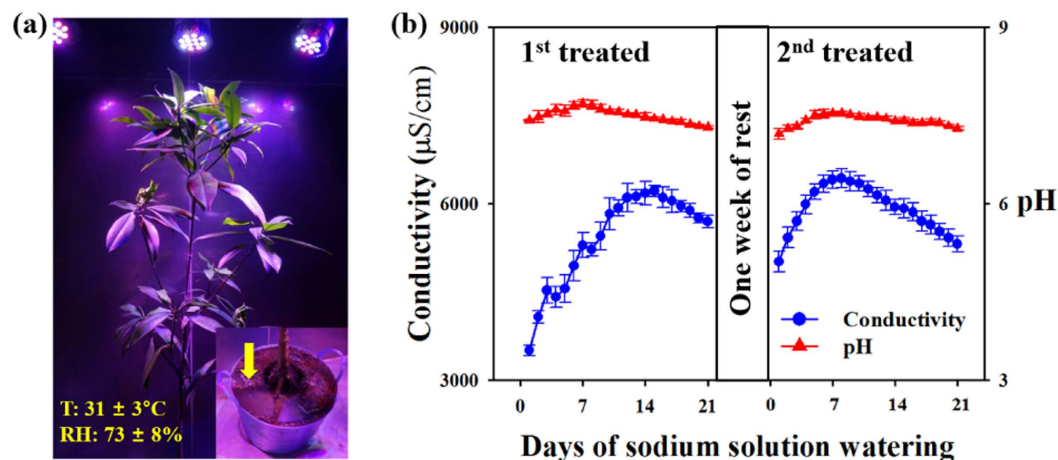 (a)
T: 31 ± 3°C
RH: 73 ± 8%
(b)
Conductivity (μS/cm)
9000
6000
3000
1st treated
One week of rest
2nd treated
Conductivity
pH
9
6
3
pH
0 7 14 21
0 7 14 21
Days of sodium solution watering